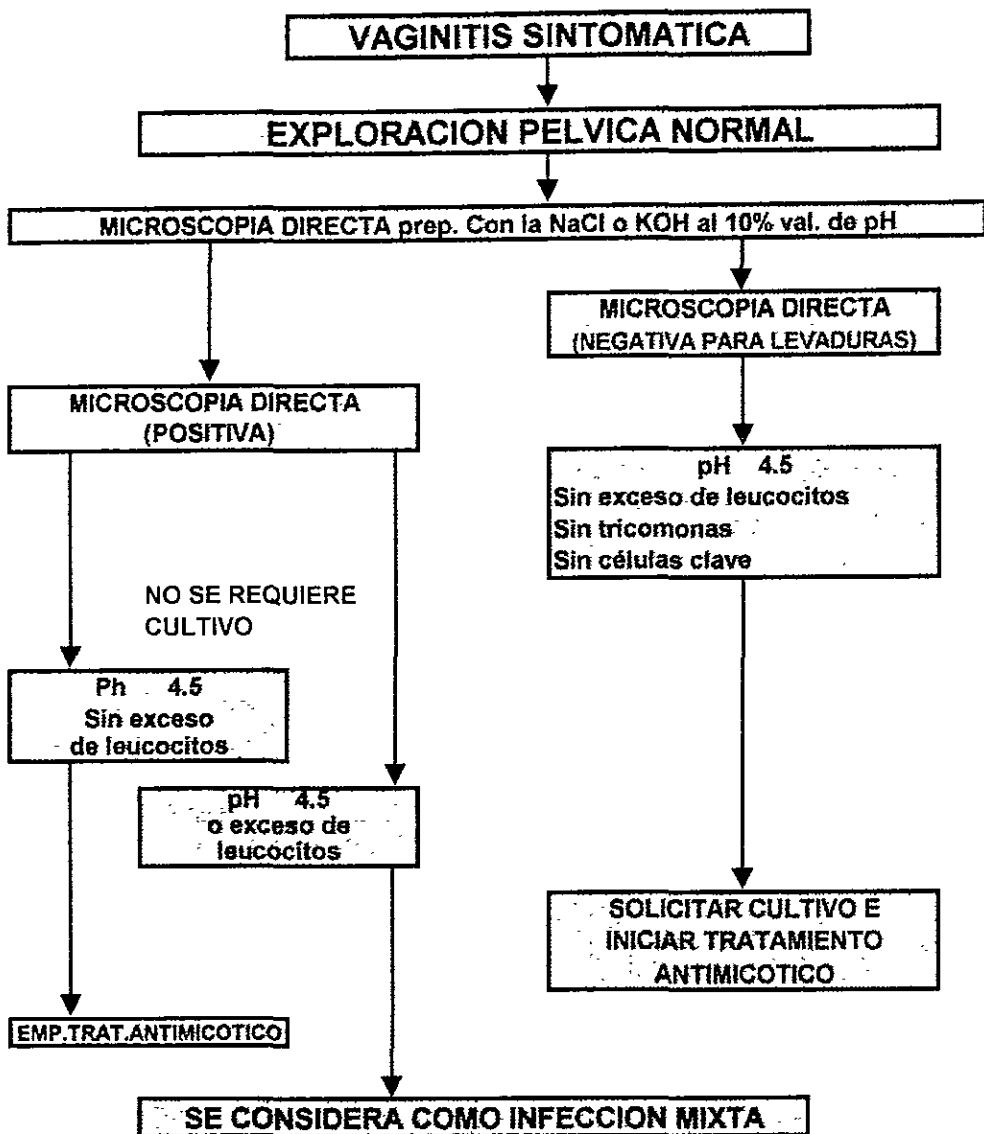 VAGINITIS SINTOMATICA
EXPLORACION PELVICA NORMAL
MICROSCOPIA DIRECTA prep. Con la NaCl o KOH al 10% val. de pH
MICROSCOPIA DIRECTA
(NEGATIVA PARA LEVADURAS)
MICROSCOPIA DIRECTA
(POSITIVA)
pH 4.5
Sin exceso de leucocitos
Sin tricomonas
Sin células clave
NO SE REQUIERE
CULTIVO
Ph 4.5
Sin exceso
de leucocitos
pH 4.5
o exceso de
leucocitos
SOLICITAR CULTIVO E
INICIAR TRATAMIENTO
ANTIMICOTICO
EMP.TRAT.ANTIMICOTICO
SE CONSIDERA COMO INFECCION MIXTA